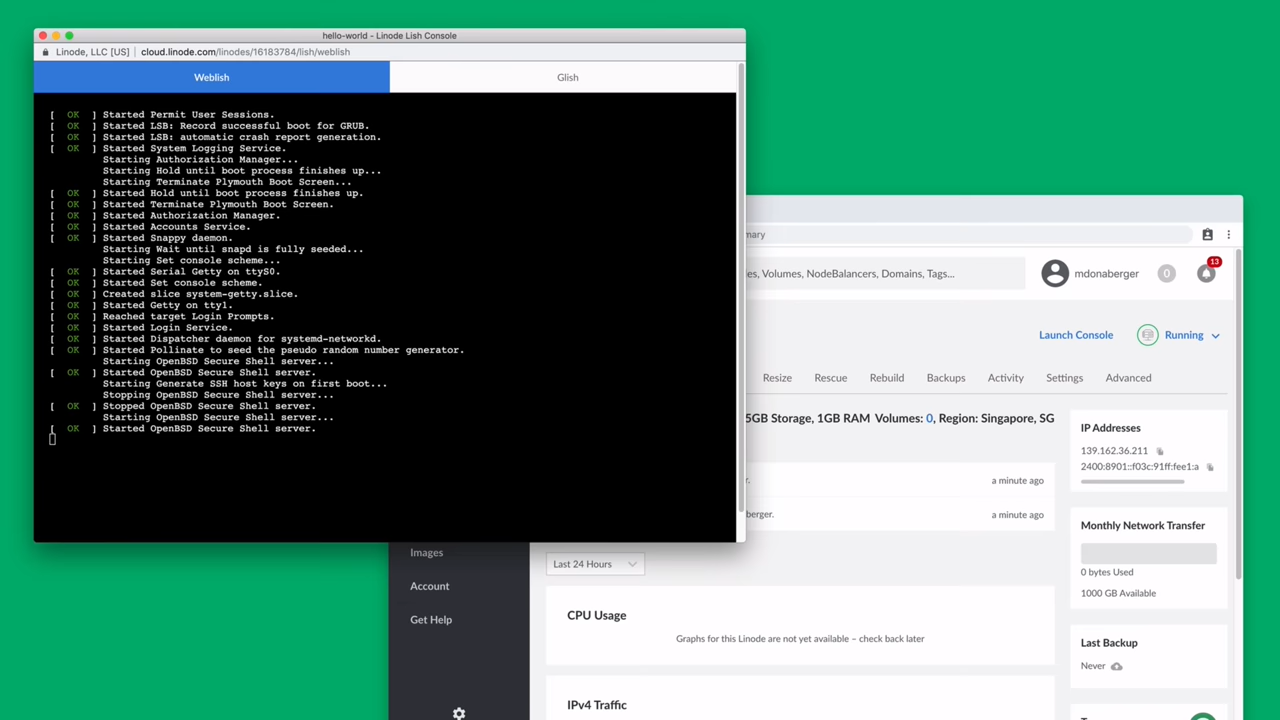 hello-world - Linode Lish Console
Linode, LLC [US] | cloud.linode.com/linodes/16183784/lish/weblish
Weblish
Glish
[ OK ] Started Permit User Sessions.
[ OK ] Started LSB: Record successful boot for GRUB.
[ OK ] Started LSB: automatic crash report generation.
[ OK ] Started System Logging Service.
Starting Authorization Manager...
Starting Hold until boot process finishes up...
Starting Terminate Plymouth Boot Screen...
[ OK ] Started Hold until boot process finishes up.
[ OK ] Started Terminate Plymouth Boot Screen.
[ OK ] Started Authorization Manager.
[ OK ] Started Accounts Service.
[ OK ] Started Snappy daemon.
Starting Wait until snapd is fully seeded...
Starting Set console scheme...
[ OK ] Started Serial Getty on ttyS0.
[ OK ] Started Set console scheme.
[ OK ] Created slice system-getty.slice.
[ OK ] Started Getty on tty1.
[ OK ] Reached target Login Prompts.
[ OK ] Started Login Service.
[ OK ] Started Dispatcher daemon for systemd-networkd.
[ OK ] Started Pollinate to seed the pseudo random number generator.
Starting OpenBSD Secure Shell server...
[ OK ] Started OpenBSD Secure Shell server.
Starting Generate SSH host keys on first boot...
Stopping OpenBSD Secure Shell server...
[ OK ] Stopped OpenBSD Secure Shell server.
Starting OpenBSD Secure Shell server...
[ OK ] Started OpenBSD Secure Shell server.
es, Volumes, NodeBalancers, Domains, Tags...
mdonaberger
0
13
Launch Console
Running
Resize
Rescue
Rebuild
Backups
Activity
Settings
Advanced
5GB Storage, 1GB RAM Volumes: 0, Region: Singapore, SG
a minute ago
berger.
a minute ago
IP Addresses
139.162.36.211
2400:8901::f03c:91ff:fee1:a
Monthly Network Transfer
0 bytes Used
1000 GB Available
Last Backup
Never
Images
Account
Get Help
Last 24 Hours
CPU Usage
Graphs for this Linode are not yet available – check back later
IPv4 Traffic